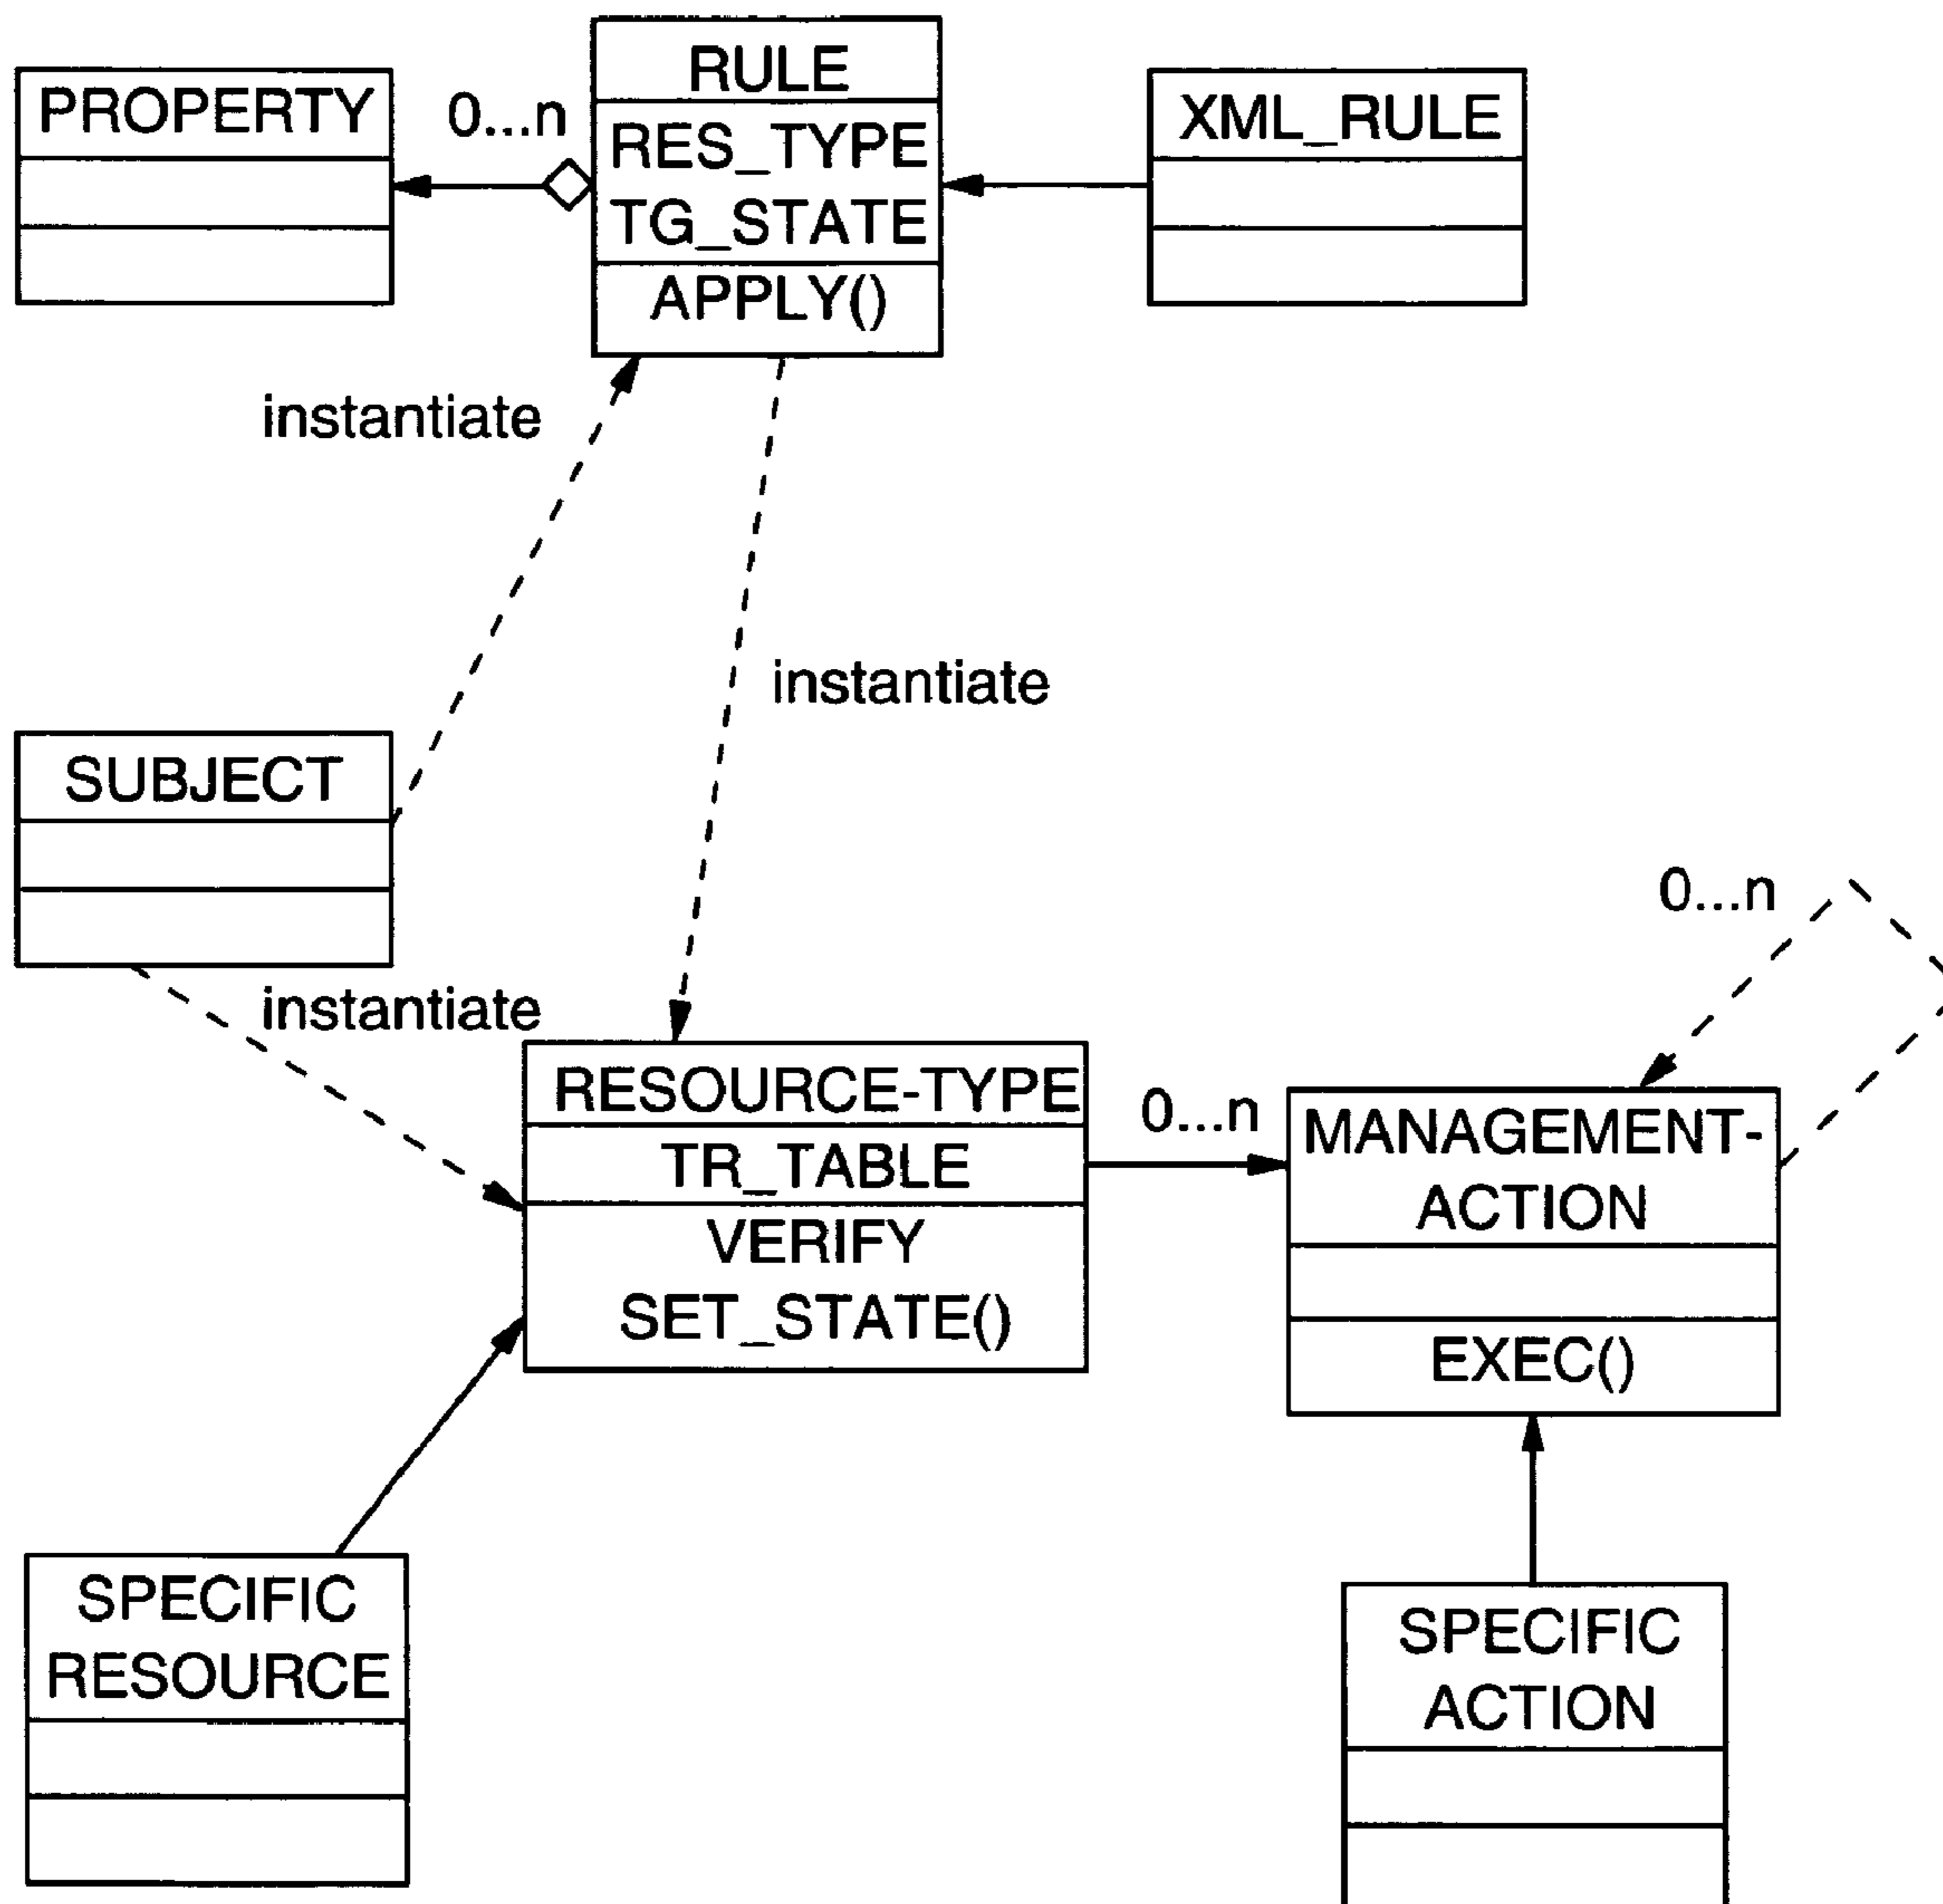 RULE
PROPERTY
0...n
RES_TYPE
TG_STATE
APPLY()
XML_RULE
instantiate
instantiate
SUBJECT
instantiate
0...n
RESOURCE-TYPE
TR_TABLE
VERIFY
SET_STATE()
0...n
MANAGEMENT-
ACTION
EXEC()
SPECIFIC
RESOURCE
SPECIFIC
ACTION